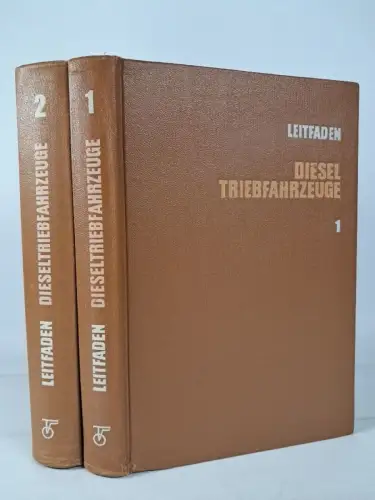 2
LEITFADEN DIESELTRIEBFAHRZEUGE
1
LEITFADEN DIESELTRIEBFAHRZEUGE
LEITFADEN
DIESEL
TRIEBFAHRZEUGE
1